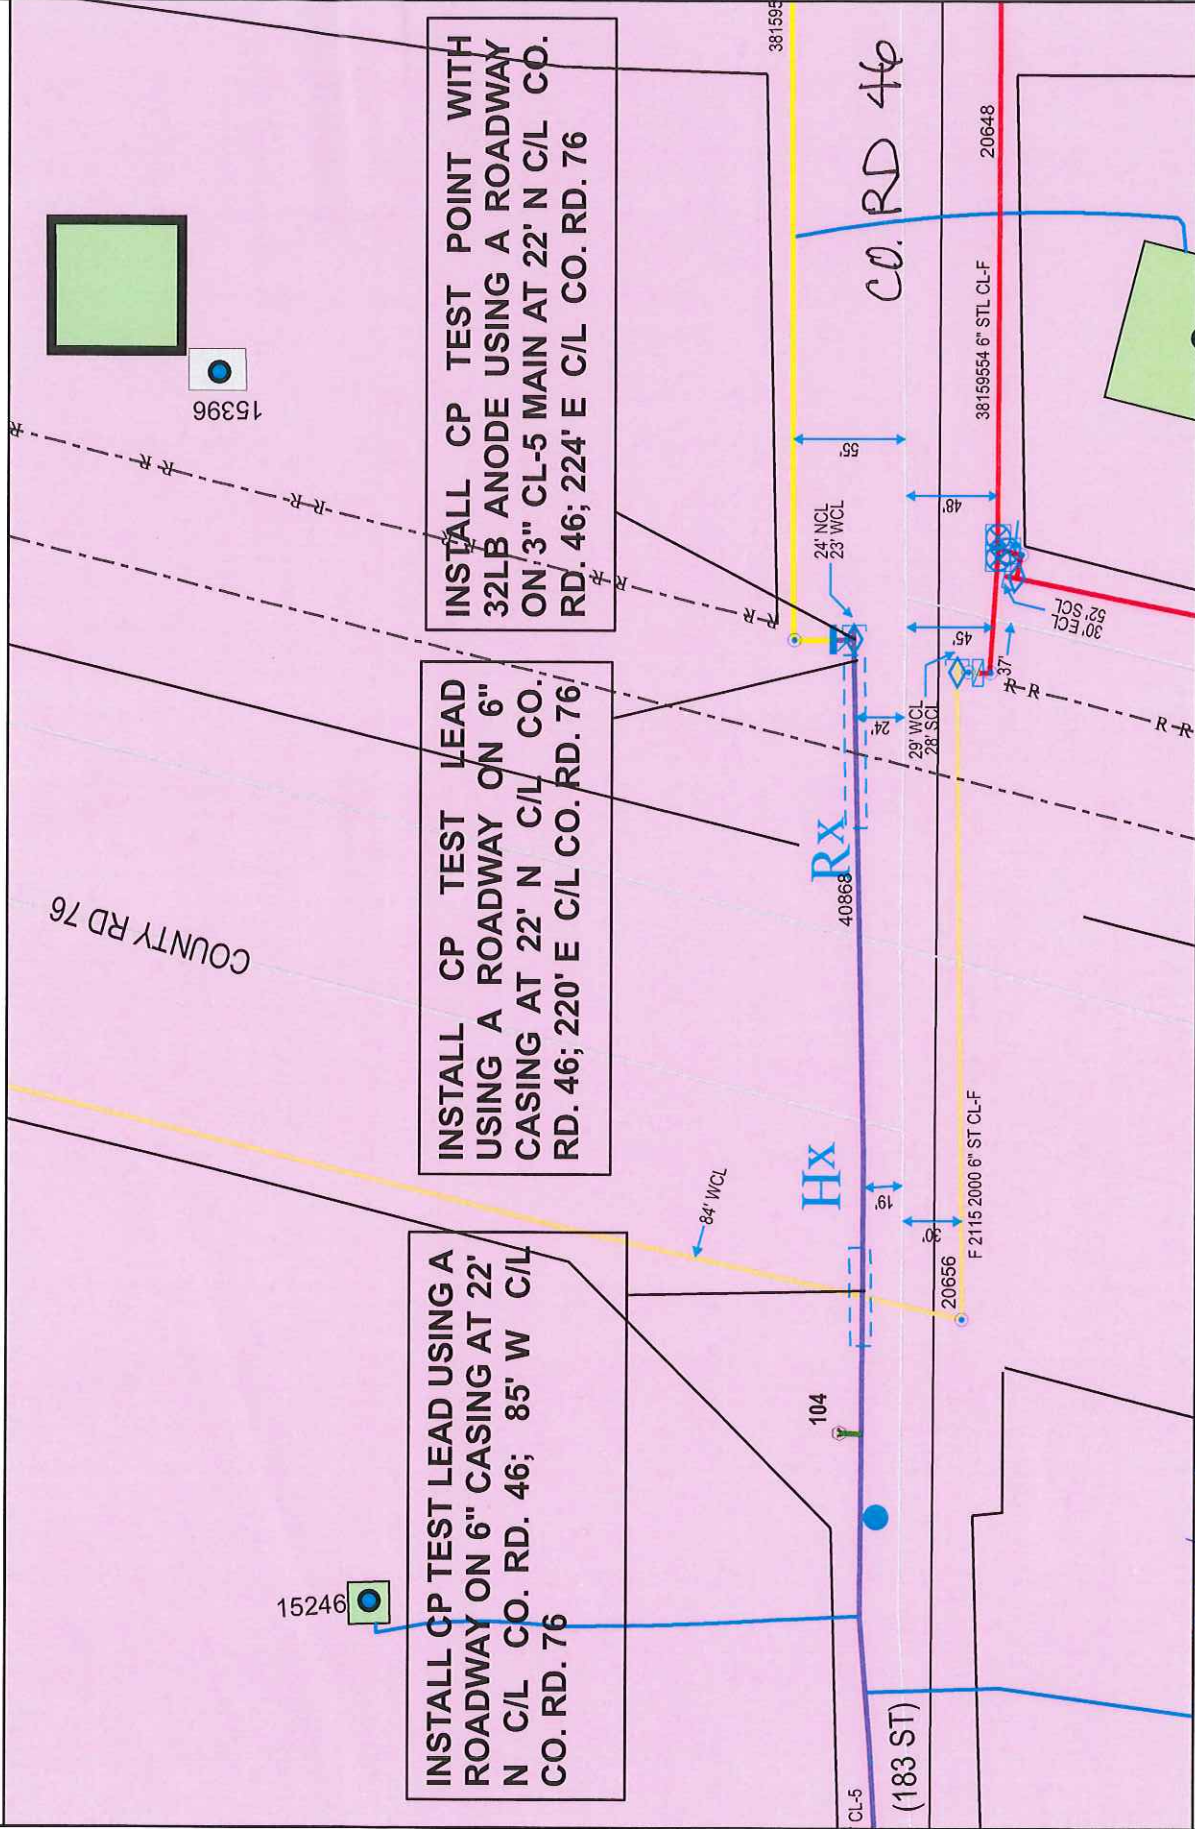 INSTALL CP TEST LEAD USING A
ROADWAY ON 6" CASING AT 22'
N C/L CO. RD. 46; 85' W C/L
CO. RD. 76
INSTALL CP TEST LEAD
USING A ROADWAY ON 6"
CASING AT 22' N C/L CO.
RD. 46; 220' E C/L CO. RD. 76
INSTALL CP TEST POINT WITH
32LB ANODE USING A ROADWAY
ON 3" CL-5 MAIN AT 22' N C/L CO.
RD. 46; 224' E C/L CO. RD. 76
COUNTY RD 76
15396
15246
84' WCL
104
Hx
Rx
40868
24' NCL
23' WCL
55'
381595
CO. RD 46
48'
45'
24'
19'
30'
37'
29' WCL
28' SCL
30' ECL
52' SCL
38159554 6" STL CL-F
20648
20656
F 2115 2000 6" ST CL-F
CL-5
(183 ST)
R
R R
R R
R R
R R
R R
R R
R R